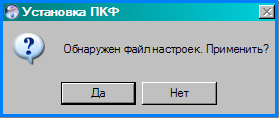 Установка ПКФ
Обнаружен файл настроек. Применить?
Да
Нет